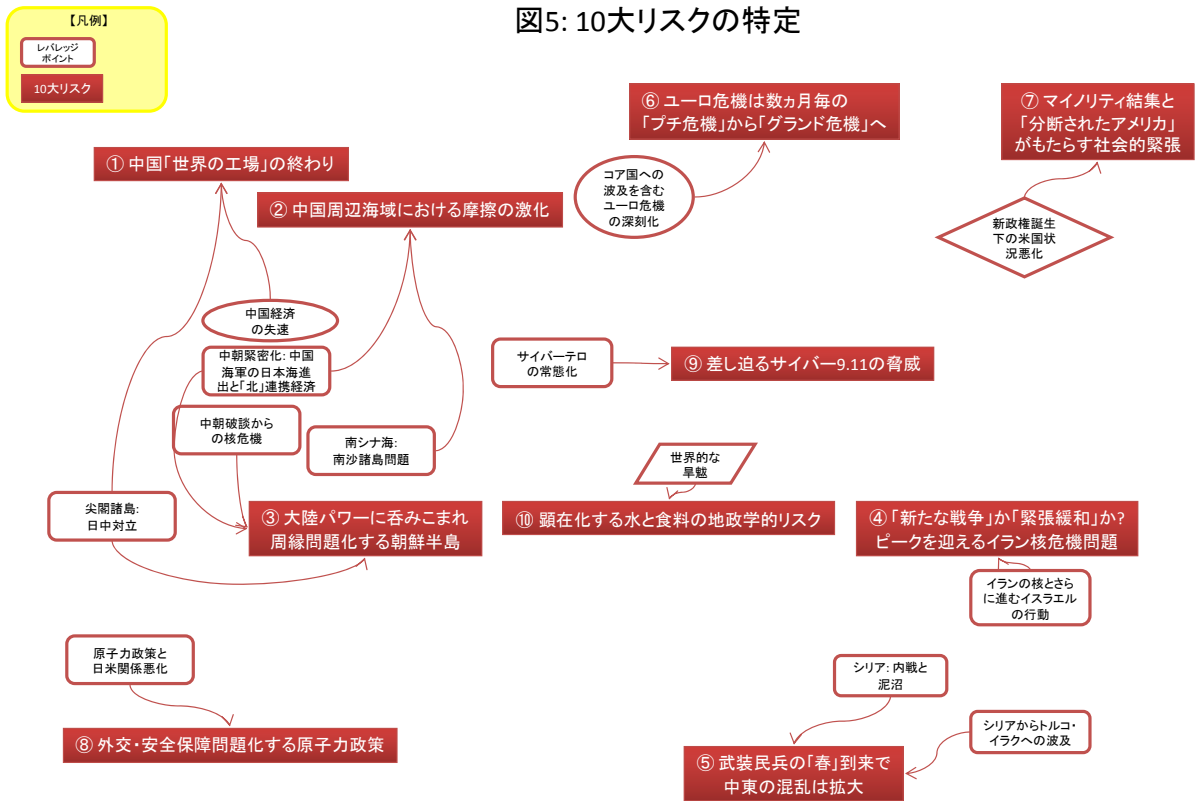 図5: 10大リスクの特定
【凡例】
レバレッジ
ポイント
10大リスク
⑥ ユーロ危機は数ヵ月毎の
「プチ危機」から「グランド危機」へ
⑦ マイノリティ結集と
「分断されたアメリカ」
がもたらす社会的緊張
① 中国「世界の工場」の終わり
コア国への
波及を含む
ユーロ危機
の深刻化
② 中国周辺海域における摩擦の激化
新政権誕生
下の米国状
況悪化
中国経済
の失速
中朝緊密化: 中国
海軍の日本海進
出と「北」連携経済
サイバーテロ
の常態化
⑨ 差し迫るサイバー9.11の脅威
中朝破談から
の核危機
南シナ海:
南沙諸島問題
世界的な
旱魃
尖閣諸島:
日中対立
③ 大陸パワーに呑みこまれ
周縁問題化する朝鮮半島
⑩ 顕在化する水と食料の地政学的リスク
④ 「新たな戦争」か「緊張緩和」か?
ピークを迎えるイラン核危機問題
イランの核とさら
に進むイスラエル
の行動
原子力政策と
日米関係悪化
シリア: 内戦と
泥沼
シリアからトルコ・
イラクへの波及
⑧ 外交・安全保障問題化する原子力政策
⑤ 武装民兵の「春」到来で
中東の混乱は拡大